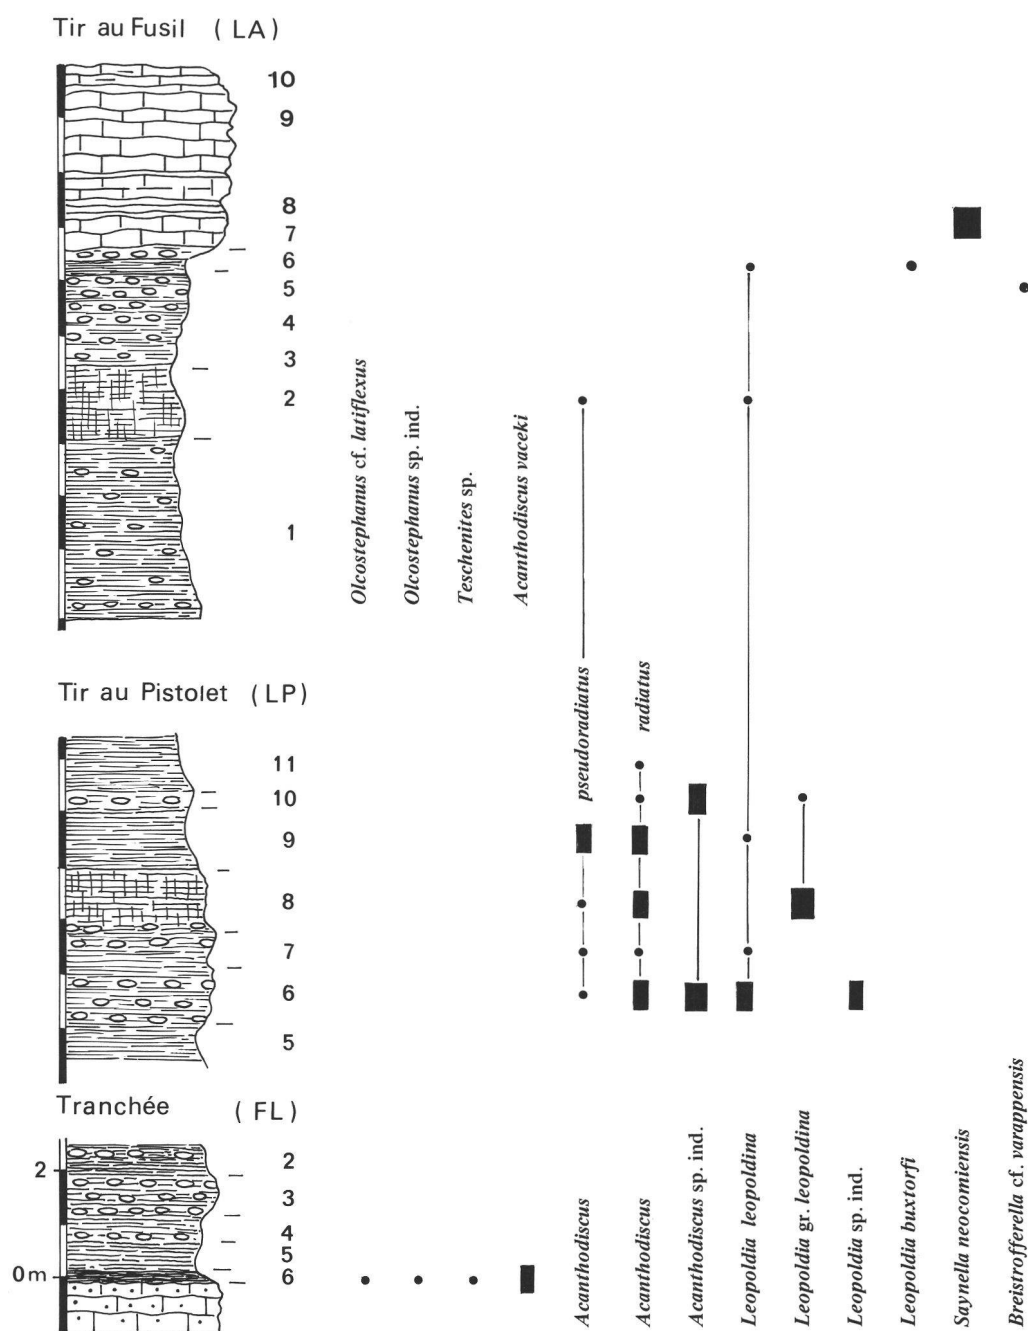 Tir au Fusil (LA)
10
9
8
7
6
5
4
3
2
1
Olcostephanus cf. latiflexus
Olcostephanus sp. ind.
Teschenites sp.
Acanthodiscus vaceki
Tir au Pistolet (LP)
11
10
9
8
7
6
5
Tranchée (FL)
2
3
4
5
6
2
0m
Acanthodiscus pseudoradiatus
Acanthodiscus radiatus
Acanthodiscus sp. ind.
Leopoldia leopoldina
Leopoldia gr. leopoldina
Leopoldia sp. ind.
Leopoldia buxtorfi
Saynella neocomiensis
Breistrofferella cf. varappensis